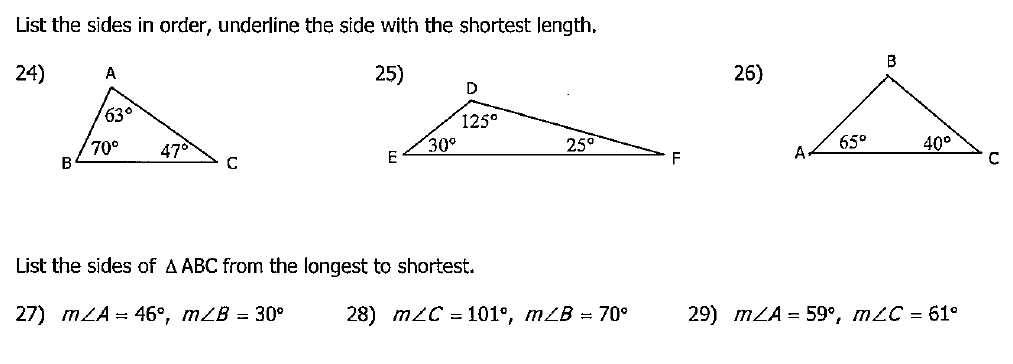 List the sides in order, underline the side with the shortest length.
24) 25) 26)
A
63°
70° 47°
B C
D
125°
30° 25°
E F
B
65° 40°
A C
List the sides of Δ ABC from the longest to shortest.
27) m∠A = 46°, m∠B = 30° 28) m∠C = 101°, m∠B = 70° 29) m∠A = 59°, m∠C = 61°